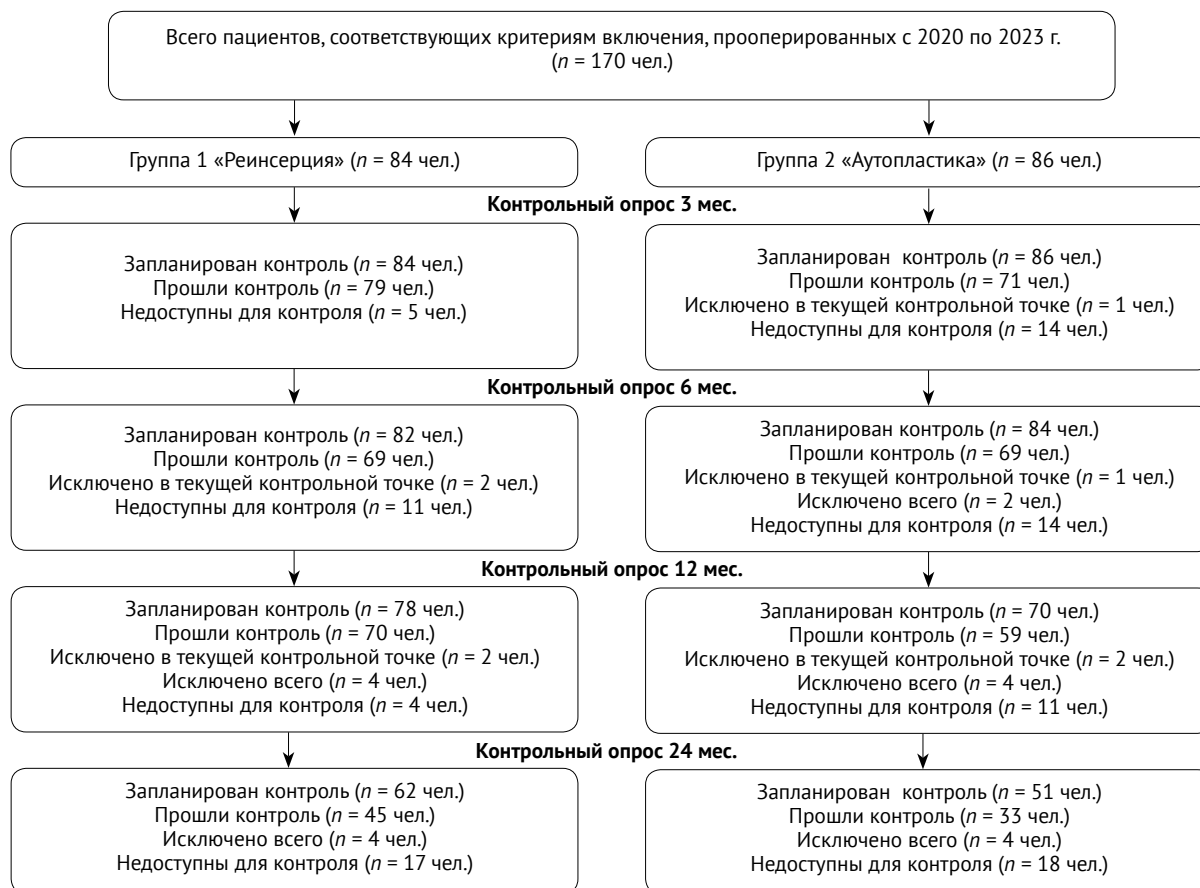 Всего пациентов, соответствующих критериям включения, прооперированных с 2020 по 2023 г.
(n = 170 чел.)
Группа 1 «Реинсерция» (n = 84 чел.)
Группа 2 «Аутопластика» (n = 86 чел.)
Контрольный опрос 3 мес.
Запланирован контроль (n = 84 чел.)
Прошли контроль (n = 79 чел.)
Недоступны для контроля (n = 5 чел.)
Запланирован контроль (n = 86 чел.)
Прошли контроль (n = 71 чел.)
Исключено в текущей контрольной точке (n = 1 чел.)
Недоступны для контроля (n = 14 чел.)
Контрольный опрос 6 мес.
Запланирован контроль (n = 82 чел.)
Прошли контроль (n = 69 чел.)
Исключено в текущей контрольной точке (n = 2 чел.)
Недоступны для контроля (n = 11 чел.)
Запланирован контроль (n = 84 чел.)
Прошли контроль (n = 69 чел.)
Исключено в текущей контрольной точке (n = 1 чел.)
Исключено всего (n = 2 чел.)
Недоступны для контроля (n = 14 чел.)
Контрольный опрос 12 мес.
Запланирован контроль (n = 78 чел.)
Прошли контроль (n = 70 чел.)
Исключено в текущей контрольной точке (n = 2 чел.)
Исключено всего (n = 4 чел.)
Недоступны для контроля (n = 4 чел.)
Запланирован контроль (n = 70 чел.)
Прошли контроль (n = 59 чел.)
Исключено в текущей контрольной точке (n = 2 чел.)
Исключено всего (n = 4 чел.)
Недоступны для контроля (n = 11 чел.)
Контрольный опрос 24 мес.
Запланирован контроль (n = 62 чел.)
Прошли контроль (n = 45 чел.)
Исключено всего (n = 4 чел.)
Недоступны для контроля (n = 17 чел.)
Запланирован контроль (n = 51 чел.)
Прошли контроль (n = 33 чел.)
Исключено всего (n = 4 чел.)
Недоступны для контроля (n = 18 чел.)